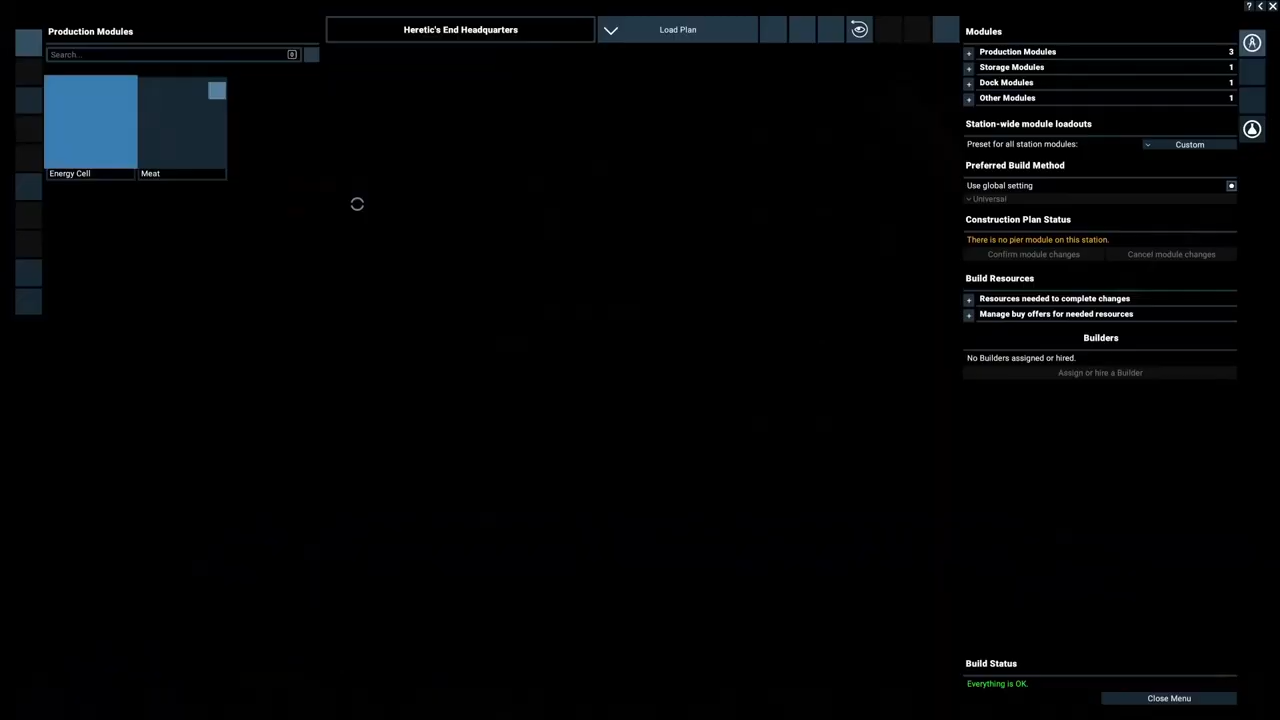 Production Modules
Search...
Energy Cell
Meat
Heretic's End Headquarters
Load Plan
Modules
Production Modules 3
Storage Modules 1
Dock Modules 1
Other Modules 1
Station-wide module loadouts
Preset for all station modules: Custom
Preferred Build Method
Use global setting
Universal
Construction Plan Status
There is no pier module on this station.
Confirm module changes Cancel module changes
Build Resources
Resources needed to complete changes
Manage buy offers for needed resources
Builders
No Builders assigned or hired.
Assign or hire a Builder
Build Status
Everything is OK.
Close Menu